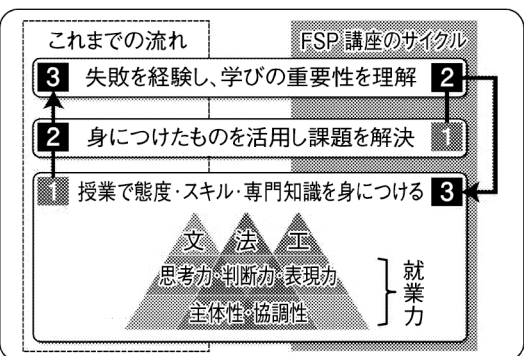 これまでの流れ FSP 講座のサイクル
3 失敗を経験し、学びの重要性を理解 2
2 身につけたものを活用し課題を解決 1
1 授業で態度・スキル・専門知識を身につける 3
文 法 工
思考力・判断力・表現力
主体性・協調性
就業力